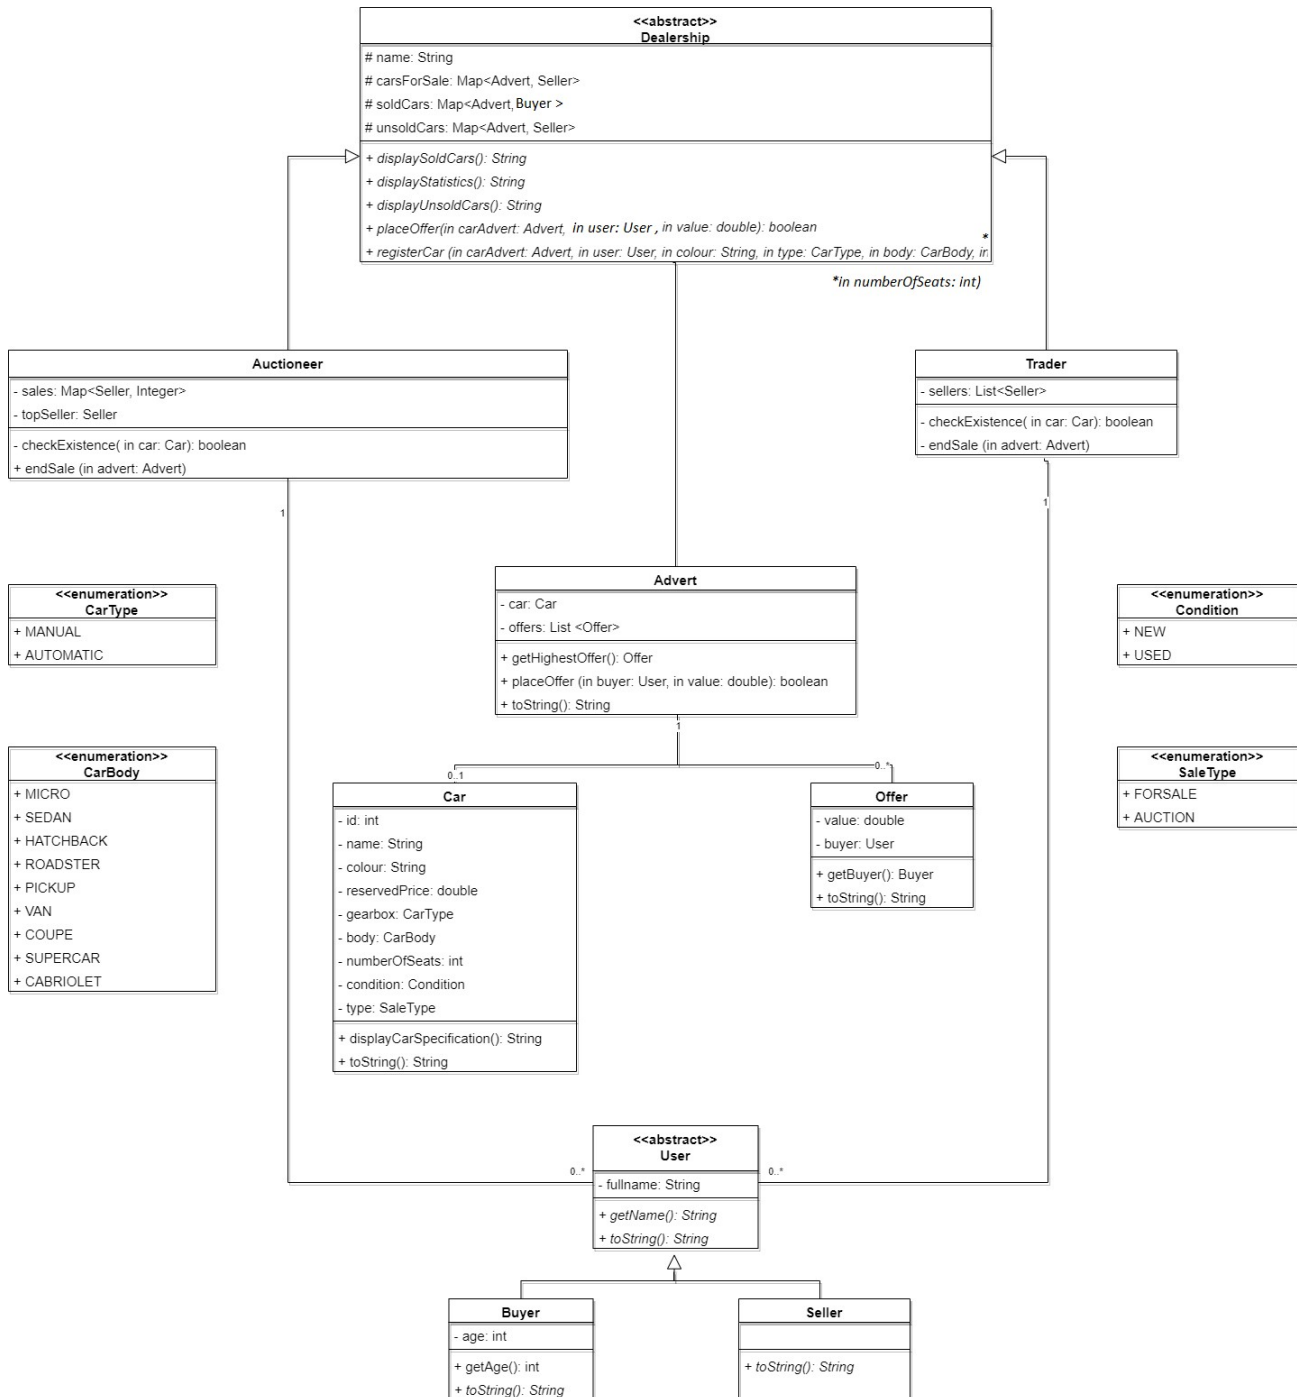 <<abstract>>
Dealership
# name: String
# carsForSale: Map<Advert, Seller>
# soldCars: Map<Advert, Buyer >
# unsoldCars: Map<Advert, Seller>
+ displaySoldCars(): String
+ displayStatistics(): String
+ displayUnsoldCars(): String
+ placeOffer(in carAdvert: Advert, in user: User , in value: double): boolean
*
+ registerCar (in carAdvert: Advert, in user: User, in colour: String, in type: CarType, in body: CarBody, in
*in numberOfSeats: int)
Auctioneer
- sales: Map<Seller, Integer>
- topSeller: Seller
- checkExistence( in car: Car): boolean
+ endSale (in advert: Advert)
1
Trader
- sellers: List<Seller>
- checkExistence( in car: Car): boolean
- endSale (in advert: Advert)
1
<<enumeration>>
CarType
+ MANUAL
+ AUTOMATIC
Advert
- car: Car
- offers: List <Offer>
+ getHighestOffer(): Offer
+ placeOffer (in buyer: User, in value: double): boolean
+ toString(): String
1
<<enumeration>>
Condition
+ NEW
+ USED
<<enumeration>>
CarBody
+ MICRO
+ SEDAN
+ HATCHBACK
+ ROADSTER
+ PICKUP
+ VAN
+ COUPE
+ SUPERCAR
+ CABRIOLET
0..1
Car
- id: int
- name: String
- colour: String
- reservedPrice: double
- gearbox: CarType
- body: CarBody
- numberOfSeats: int
- condition: Condition
- type: SaleType
+ displayCarSpecification(): String
+ toString(): String
0..*
Offer
- value: double
- buyer: User
+ getBuyer(): Buyer
+ toString(): String
<<enumeration>>
SaleType
+ FORSALE
+ AUCTION
<<abstract>>
User
0..*
0..*
- fullname: String
+ getName(): String
+ toString(): String
Buyer
- age: int
+ getAge(): int
+ toString(): String
Seller
+ toString(): String